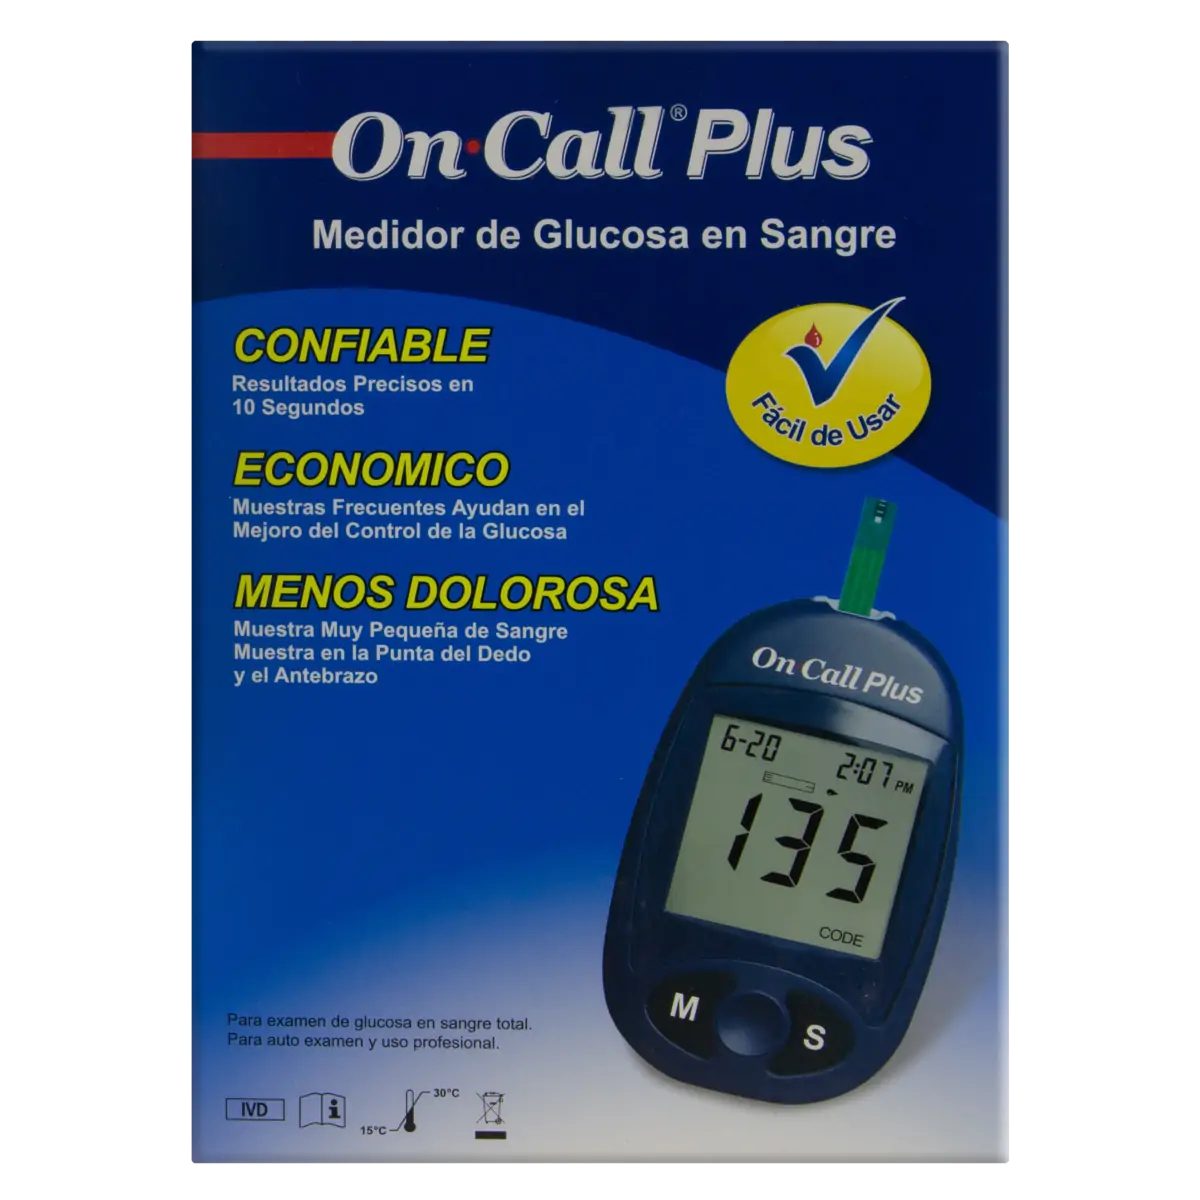 On Call® Plus
Medidor de Glucosa en Sangre
CONFIABLE
Resultados Precisos en
10 Segundos
Fácil de Usar
ECONOMICO
Muestras Frecuentes Ayudan en el
Mejoro del Control de la Glucosa
MENOS DOLOROSA
Muestra Muy Pequeña de Sangre
Muestra en la Punta del Dedo
y el Antebrazo
On Call Plus
6-20
2:07 PM
135
CODE
M
S
Para examen de glucosa en sangre total.
Para auto examen y uso profesional.
IVD
i
30°C
15°C